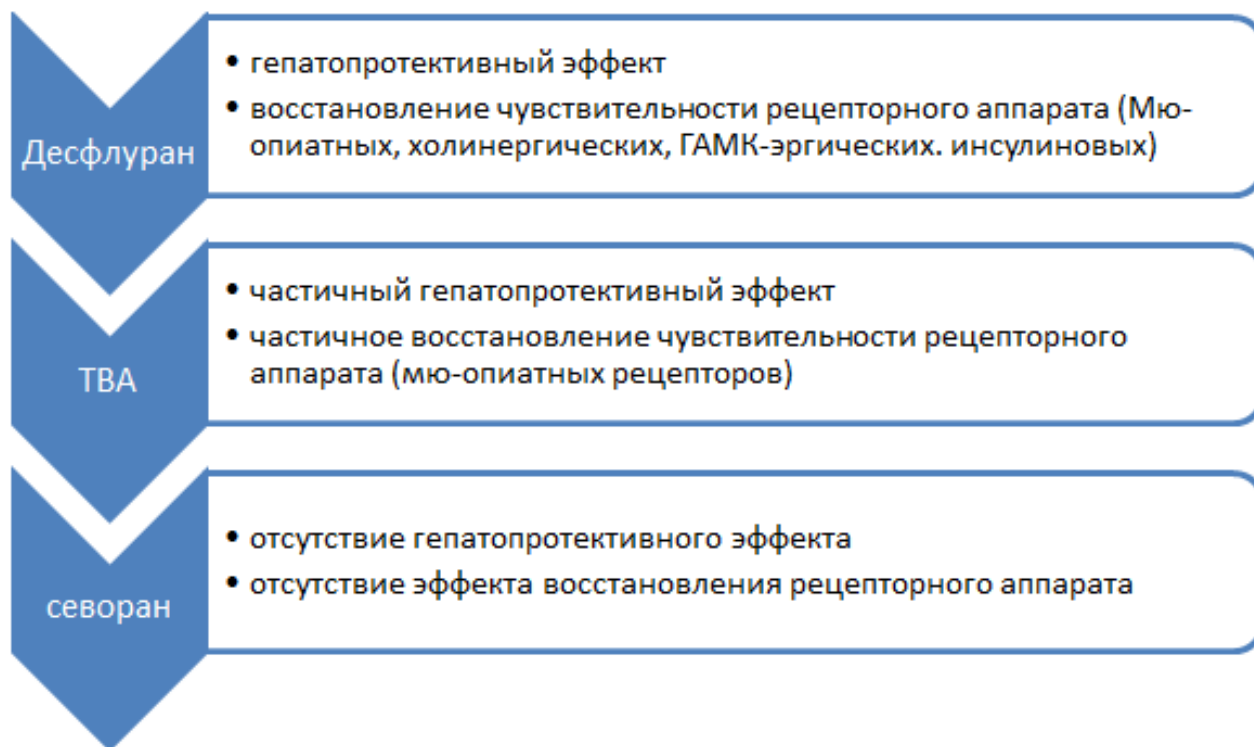 Десфлуран
• гепатопротективный эффект
• восстановление чувствительности рецепторного аппарата (Мю-
опиатных, холинергических, ГАМК-эргических. инсулиновых)
ТВА
• частичный гепатопротективный эффект
• частичное восстановление чувствительности рецепторного
аппарата (мю-опиатных рецепторов)
севоран
• отсутствие гепатопротективного эффекта
• отсутствие эффекта восстановления рецепторного аппарата